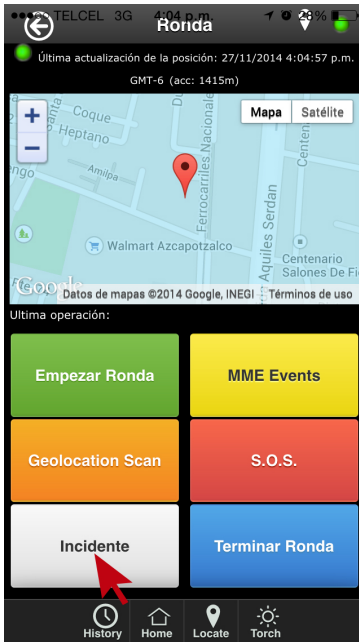 TELCEL 3G 4:04 p.m. 28%
Ronda
Última actualización de la posición: 27/11/2014 4:04:57 p.m.
GMT-6 (acc: 1415m)
+
−
Mapa Satélite
Coque
Heptano
Amilpa
Ferrocarriles Nacionales
Aquiles Serdan
Walmart Azcapotzalco
Centenario
Salones De Fi
Google
Datos de mapas ©2014 Google, INEGI Términos de uso
Ultima operación:
Empezar Ronda
MME Events
Geolocation Scan
S.O.S.
Incidente
Terminar Ronda
History Home Locate Torch